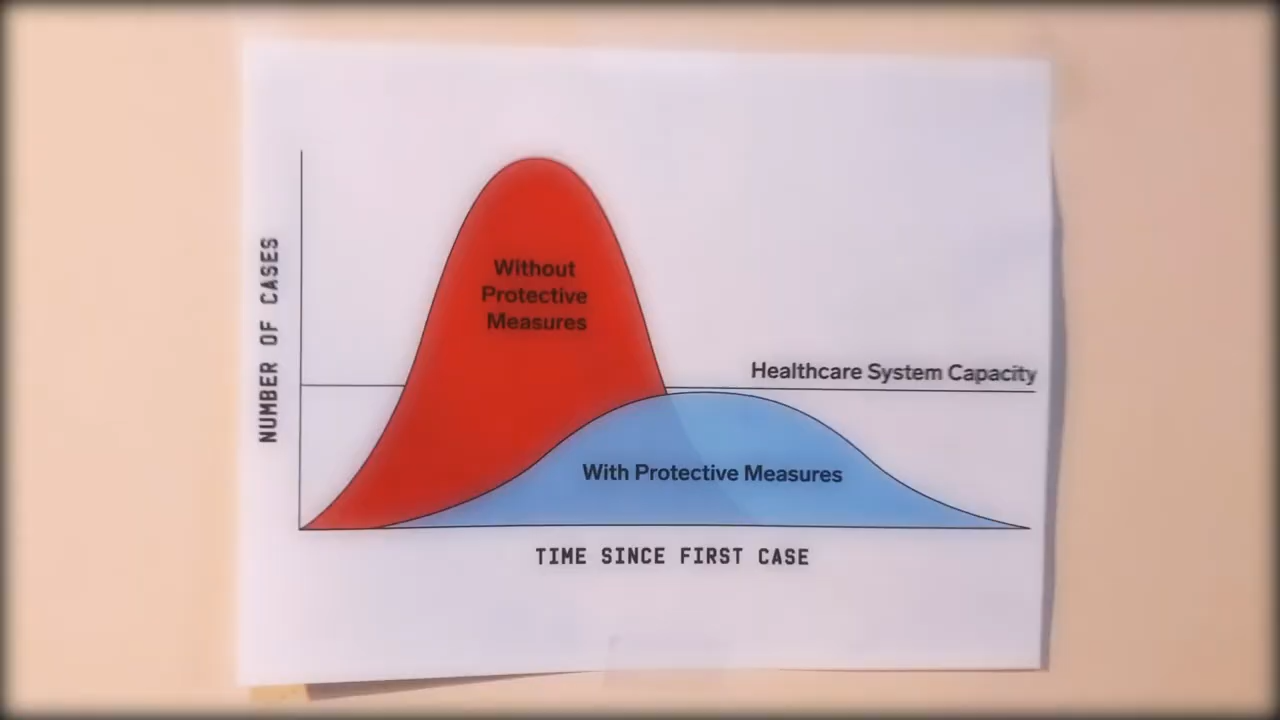 Without
Protective
Measures
Healthcare System Capacity
NUMBER OF CASES
With Protective Measures
TIME SINCE FIRST CASE